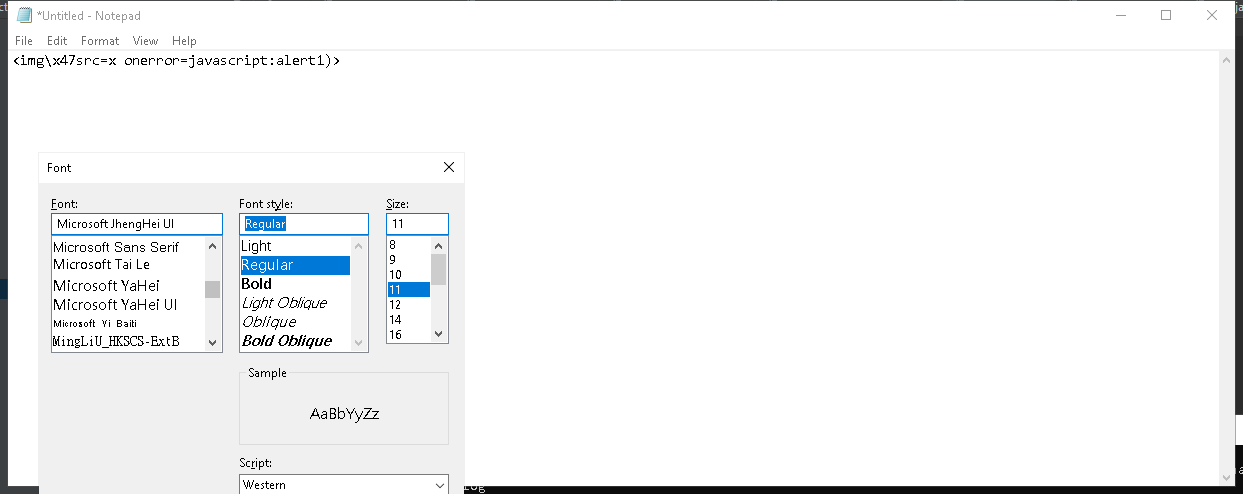 *Untitled - Notepad
File Edit Format View Help
<img\x47src=x onerror=javascript:alert1)>
Font
Font: Font style: Size:
Microsoft JhengHei UI Regular 11
Microsoft Sans Serif Light 8
Microsoft Tai Le Regular 9
Microsoft YaHei Bold 10
Microsoft YaHei UI Light Oblique 11
Microsoft Yi Baiti Oblique 12
MingLiU_HKSCS-ExtB Bold Oblique 14
16
Sample
AaBbYyZz
Script:
Western